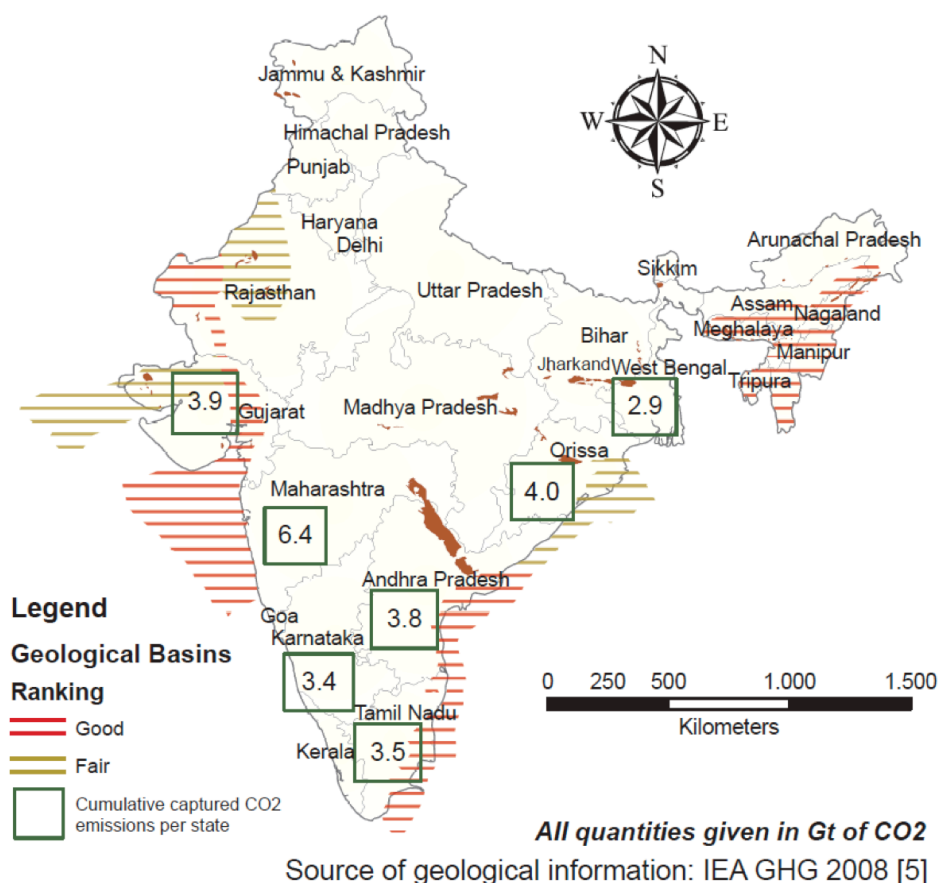 N
W E
S
Jammu & Kashmir
Himachal Pradesh
Punjab
Haryana
Delhi
Rajasthan
Uttar Pradesh
Sikkim
Arunachal Pradesh
Assam
Nagaland
Meghalaya
Manipur
Tripura
Bihar
Jharkand
West Bengal
2.9
3.9
Gujarat
Madhya Pradesh
Orissa
4.0
Maharashtra
6.4
Andhra Pradesh
3.8
Goa
Karnataka
3.4
Tamil Nadu
Kerala
3.5
Legend
Geological Basins
Ranking
Good
Fair
Cumulative captured CO2
emissions per state
0 250 500 1.000 1.500
Kilometers
All quantities given in Gt of CO2
Source of geological information: IEA GHG 2008 [5]